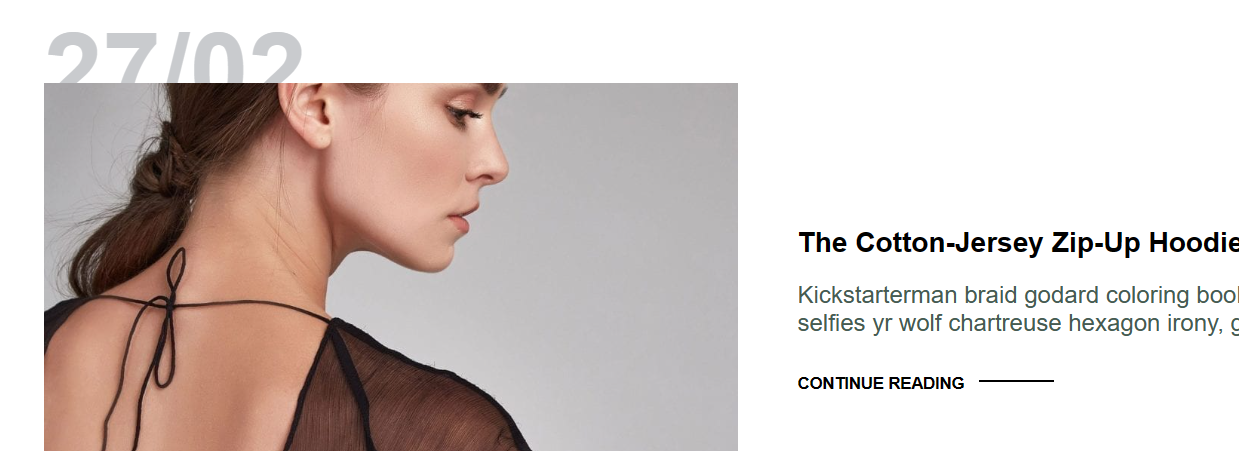 27/02
The Cotton-Jersey Zip-Up Hoodie
Kickstarterman braid godard coloring
selfies yr wolf chartreuse hexagon irony,
CONTINUE READING